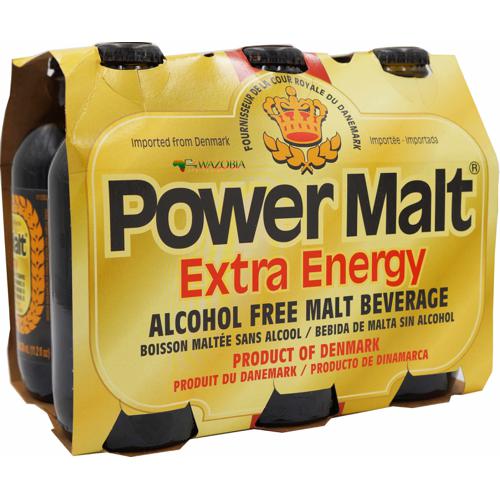 FOURNISSEUR DE LA COUR ROYALE DU DANEMARK
Imported from Denmark
Importée - Importada
WAZOBIA
Power Malt®
Extra Energy
ALCOHOL FREE MALT BEVERAGE
BOISSON MALTÉE SANS ALCOOL / BEBIDA DE MALTA SIN ALCOHOL
PRODUCT OF DENMARK
PRODUIT DU DANEMARK / PRODUCTO DE DINAMARCA
Malt